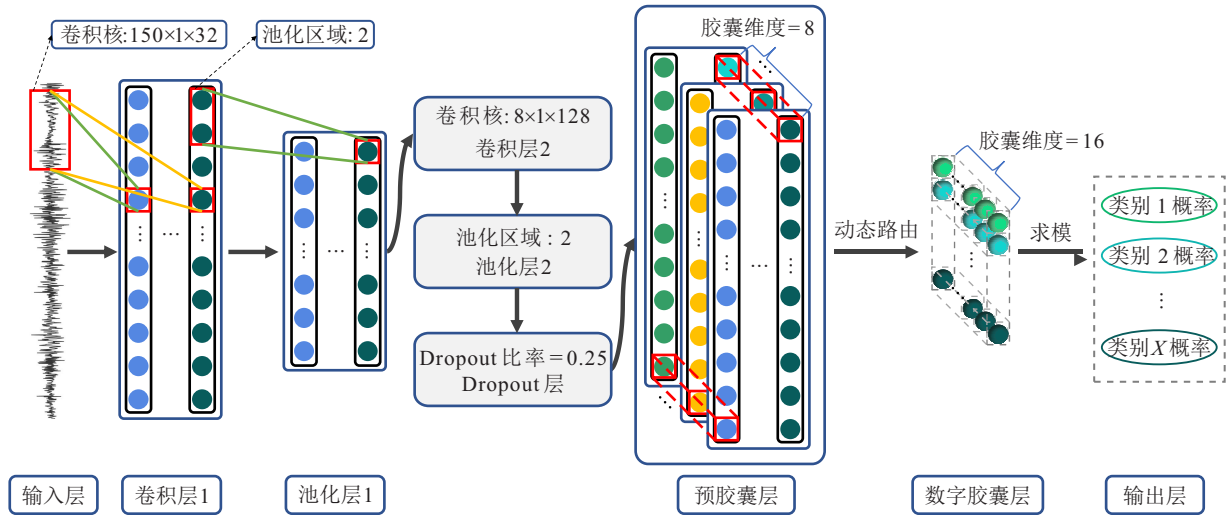 卷积核:150×1×32
池化区域: 2
胶囊维度=8
卷积核:8×1×128
卷积层2
池化区域: 2
池化层2
Dropout 比率=0.25
Dropout 层
动态路由
胶囊维度=16
求模
类别 1 概率
类别 2 概率
类别X 概率
输入层
卷积层1
池化层1
预胶囊层
数字胶囊层
输出层